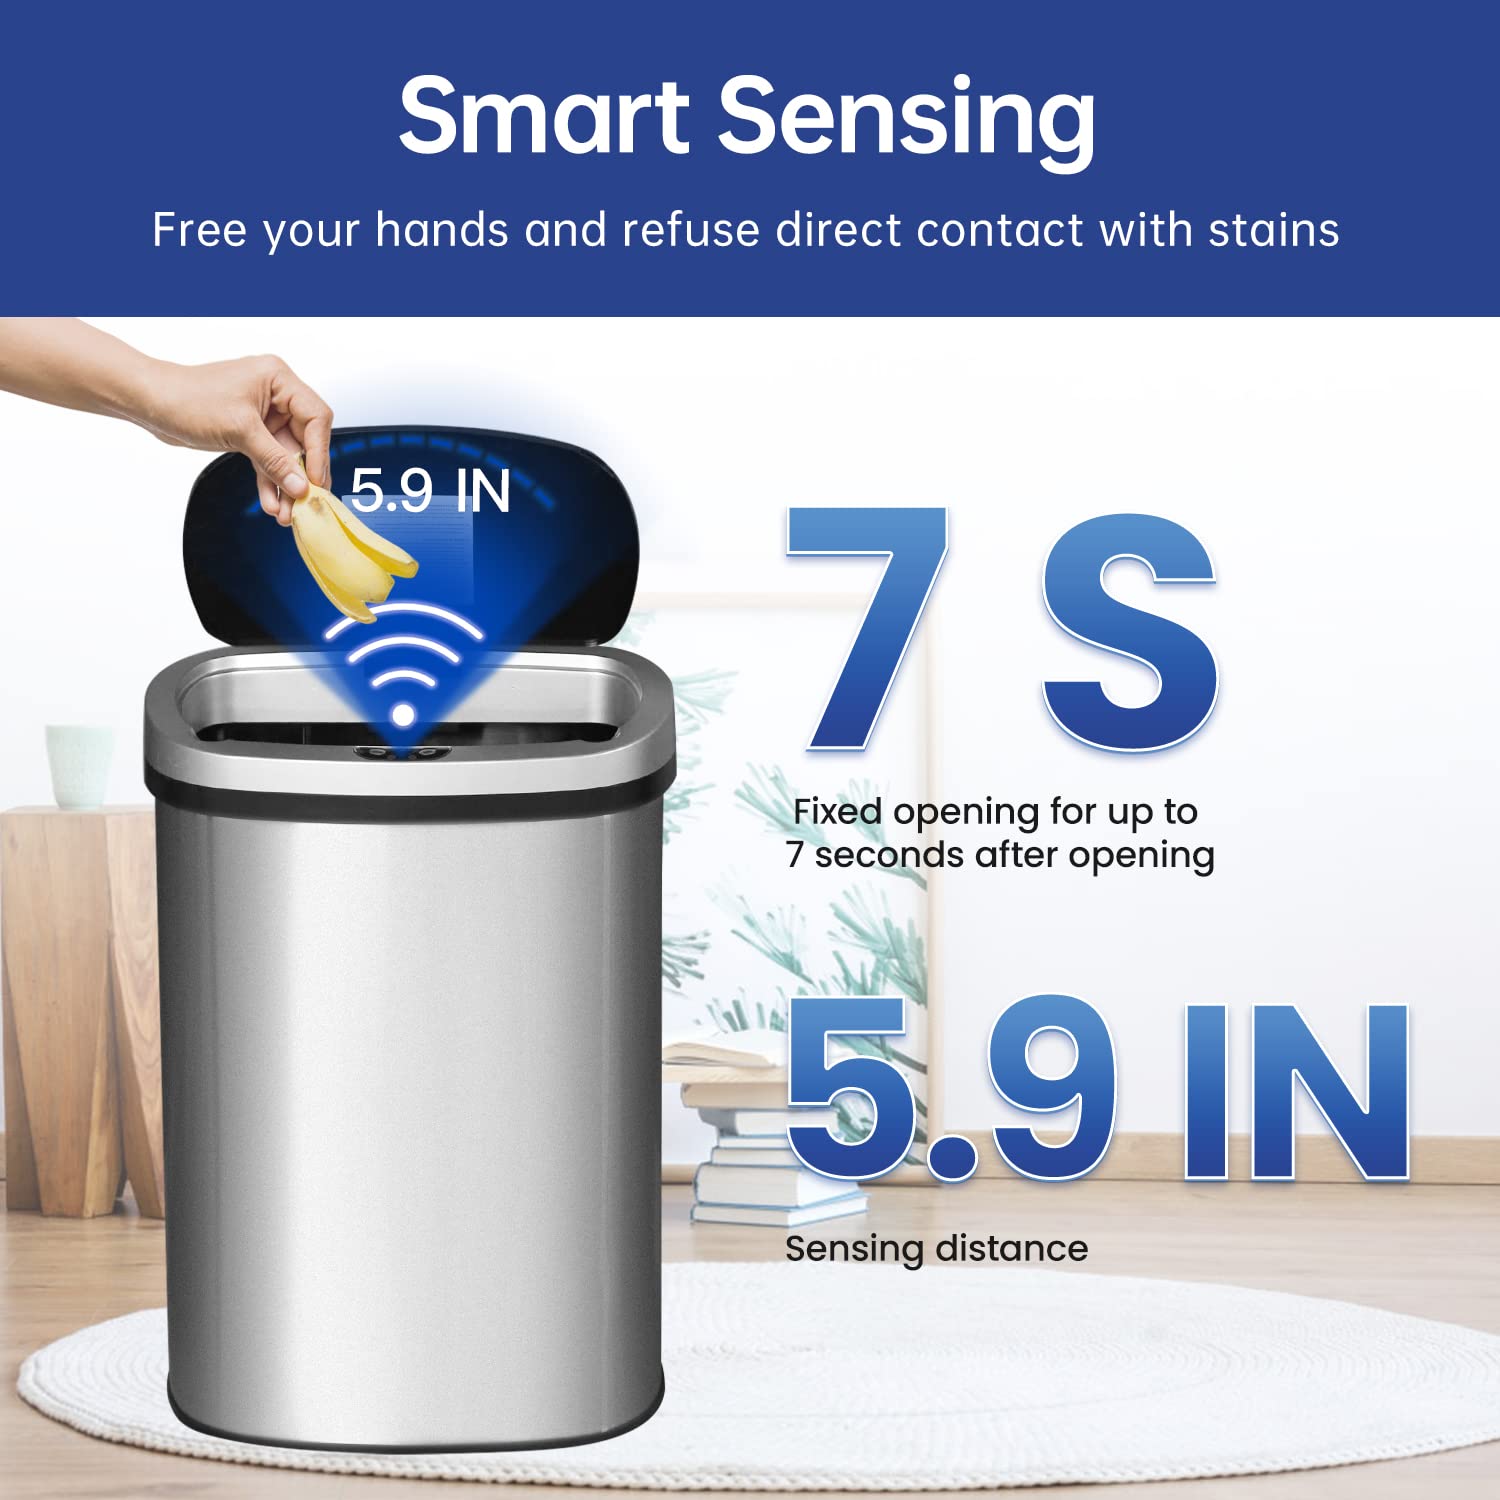 Smart Sensing
Free your hands and refuse direct contact with stains
5.9 IN
7 S
Fixed opening for up to
7 seconds after opening
5.9 IN
Sensing distance